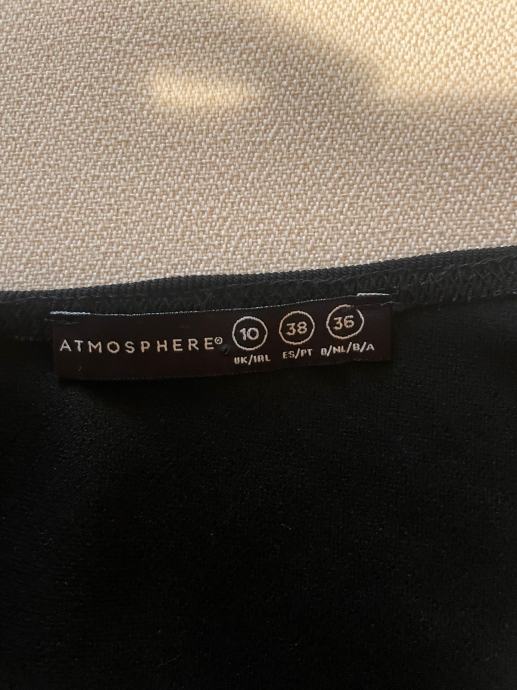 ATMOSPHERE® 10 38 36
UK/IRL ES/PT D/NL/B/A